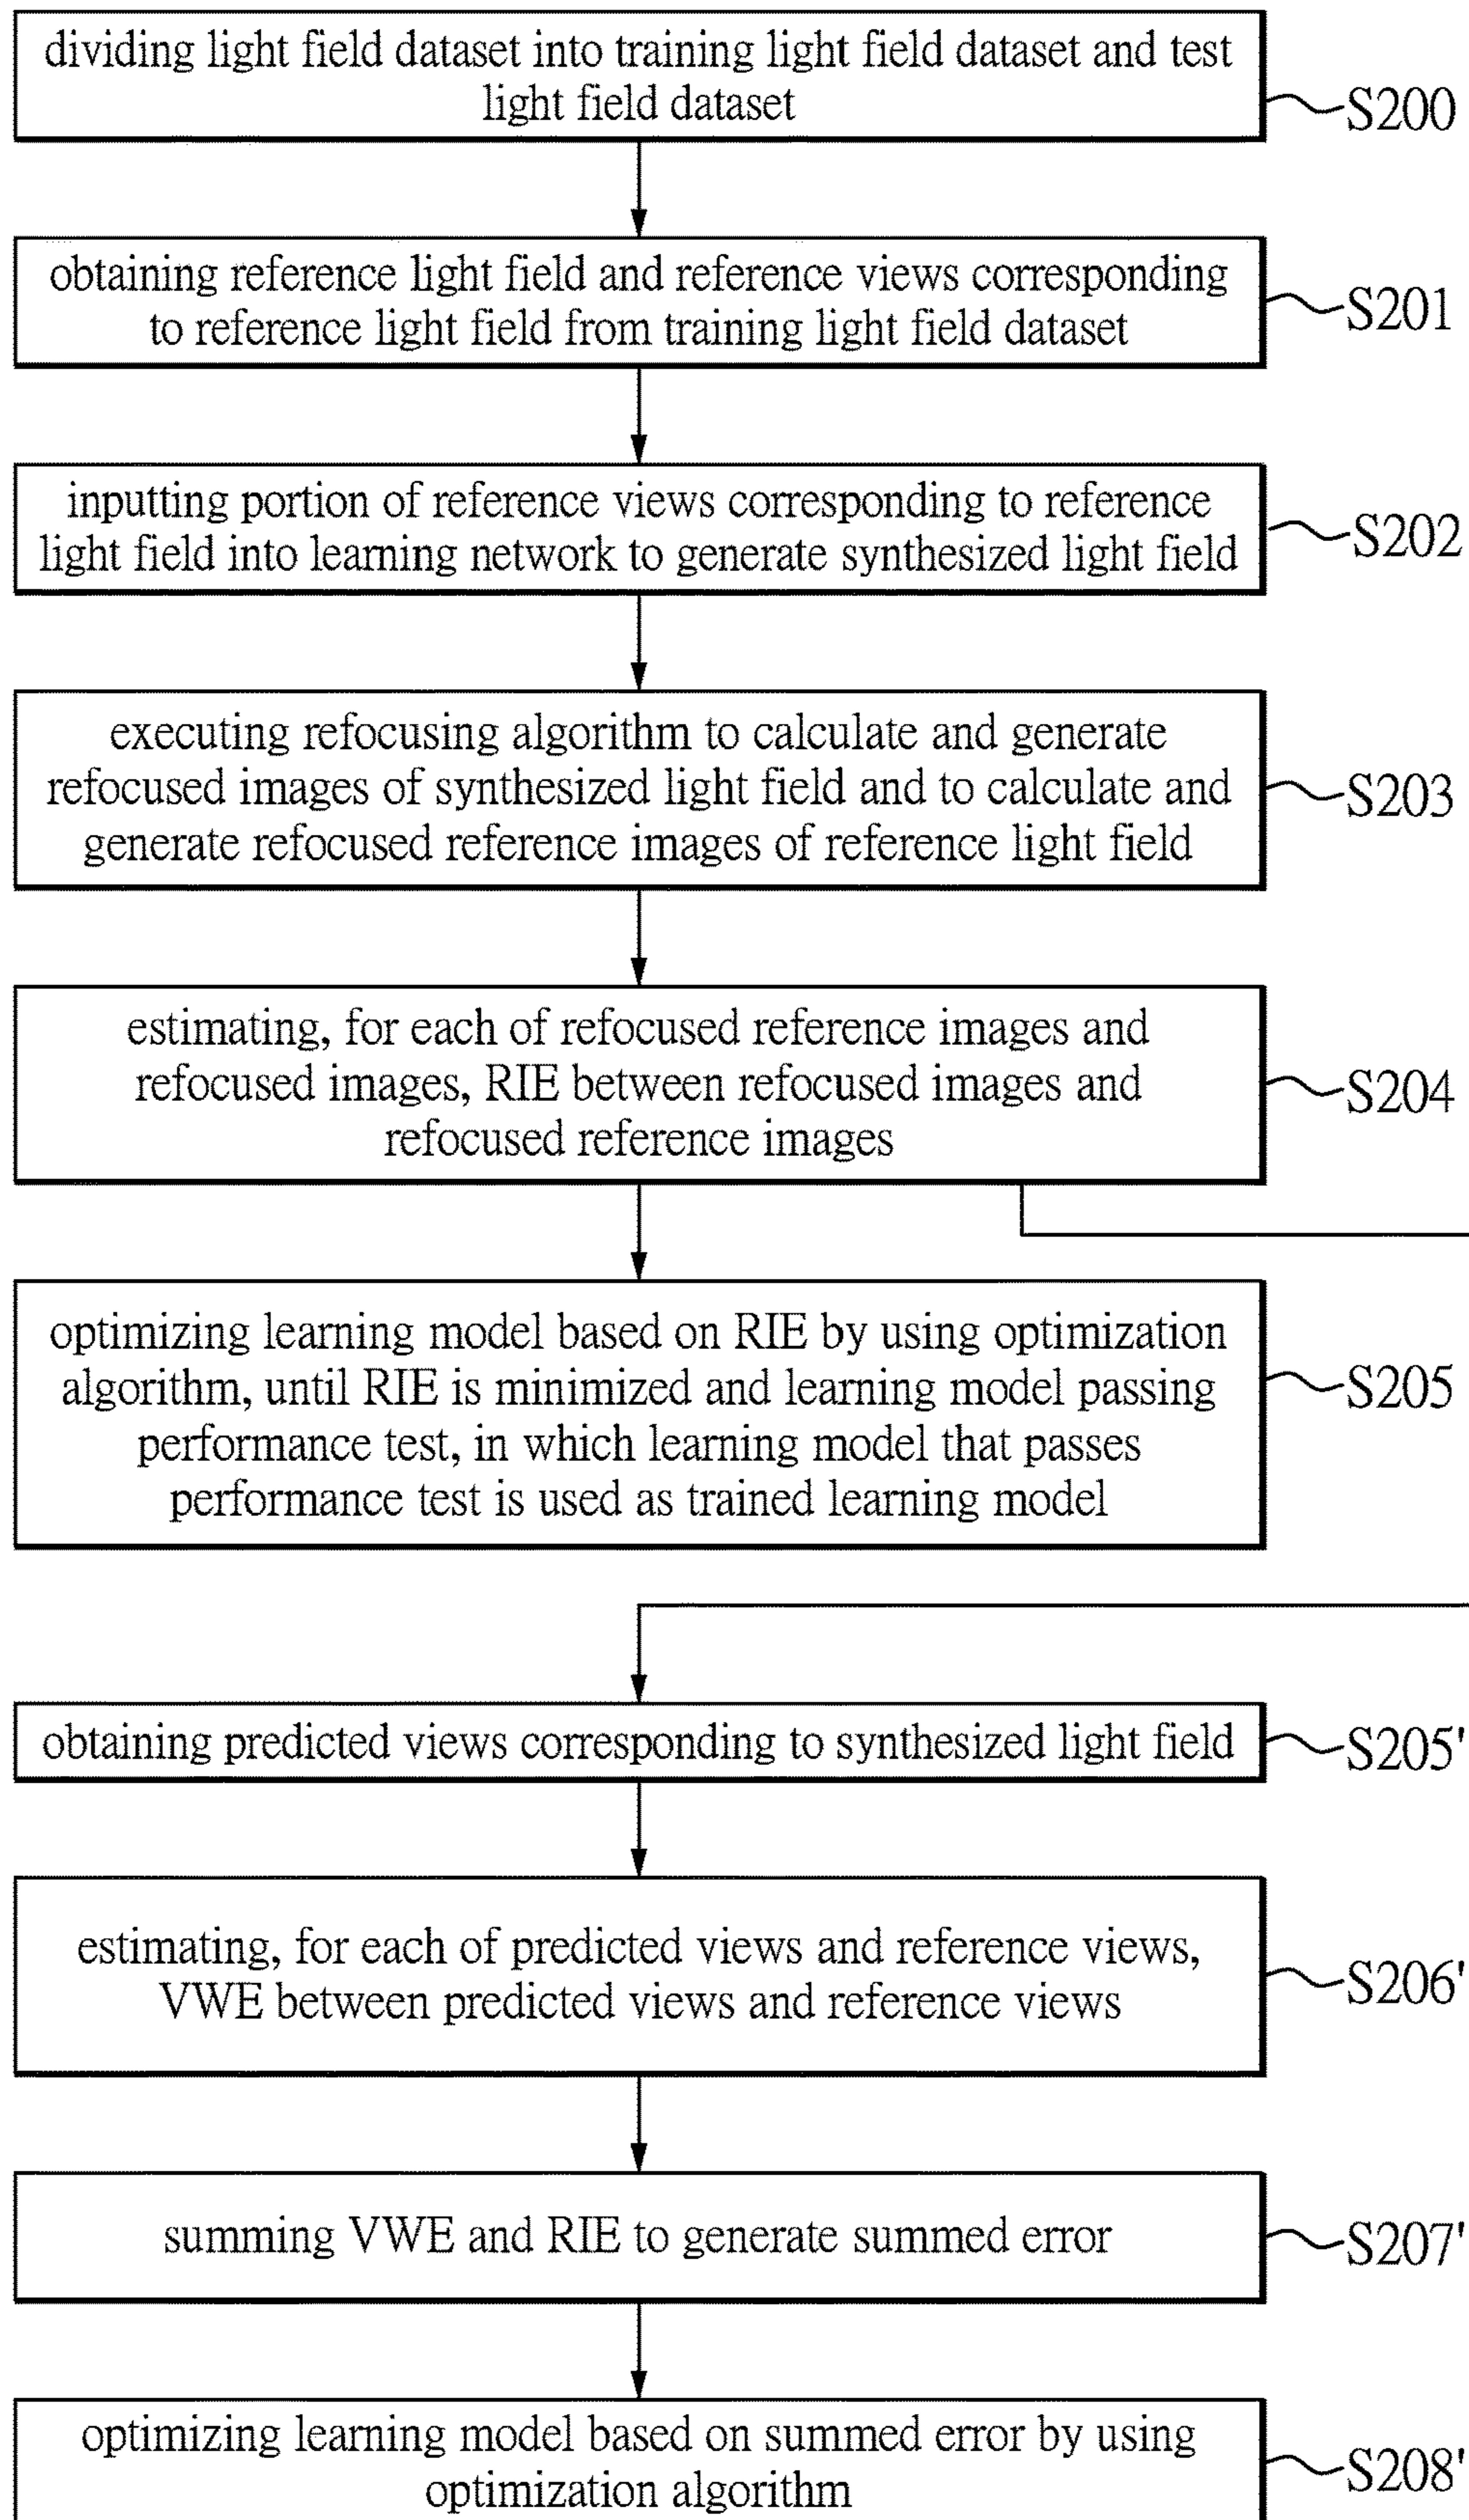 dividing light field dataset into training light field dataset and test
light field dataset
S200
obtaining reference light field and reference views corresponding
to reference light field from training light field dataset
S201
inputting portion of reference views corresponding to reference
light field into learning network to generate synthesized light field
S202
executing refocusing algorithm to calculate and generate
refocused images of synthesized light field and to calculate and
generate refocused reference images of reference light field
S203
estimating, for each of refocused reference images and
refocused images, RIE between refocused images and
refocused reference images
S204
optimizing learning model based on RIE by using optimization
algorithm, until RIE is minimized and learning model passing
performance test, in which learning model that passes
performance test is used as trained learning model
S205
obtaining predicted views corresponding to synthesized light field
S205'
estimating, for each of predicted views and reference views,
VWE between predicted views and reference views
S206'
summing VWE and RIE to generate summed error
S207'
optimizing learning model based on summed error by using
optimization algorithm
S208'